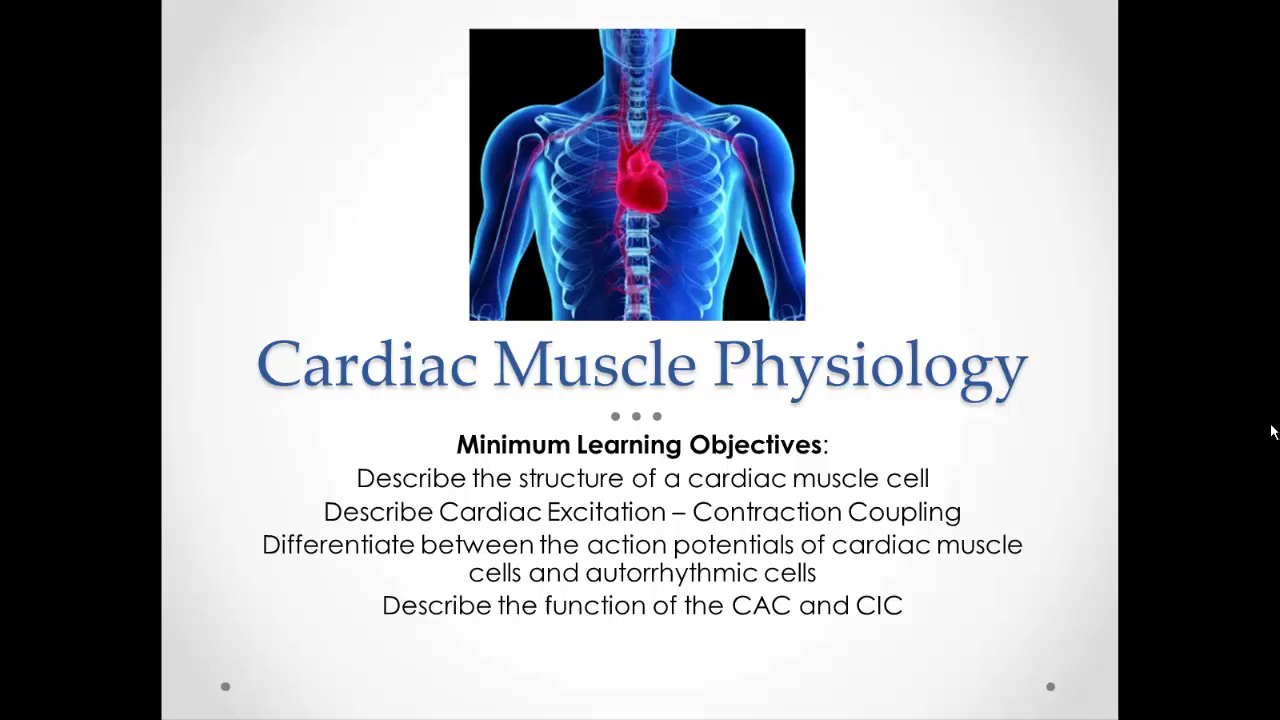 Cardiac Muscle Physiology
Minimum Learning Objectives:
Describe the structure of a cardiac muscle cell
Describe Cardiac Excitation – Contraction Coupling
Differentiate between the action potentials of cardiac muscle
cells and autorrhythmic cells
Describe the function of the CAC and CIC